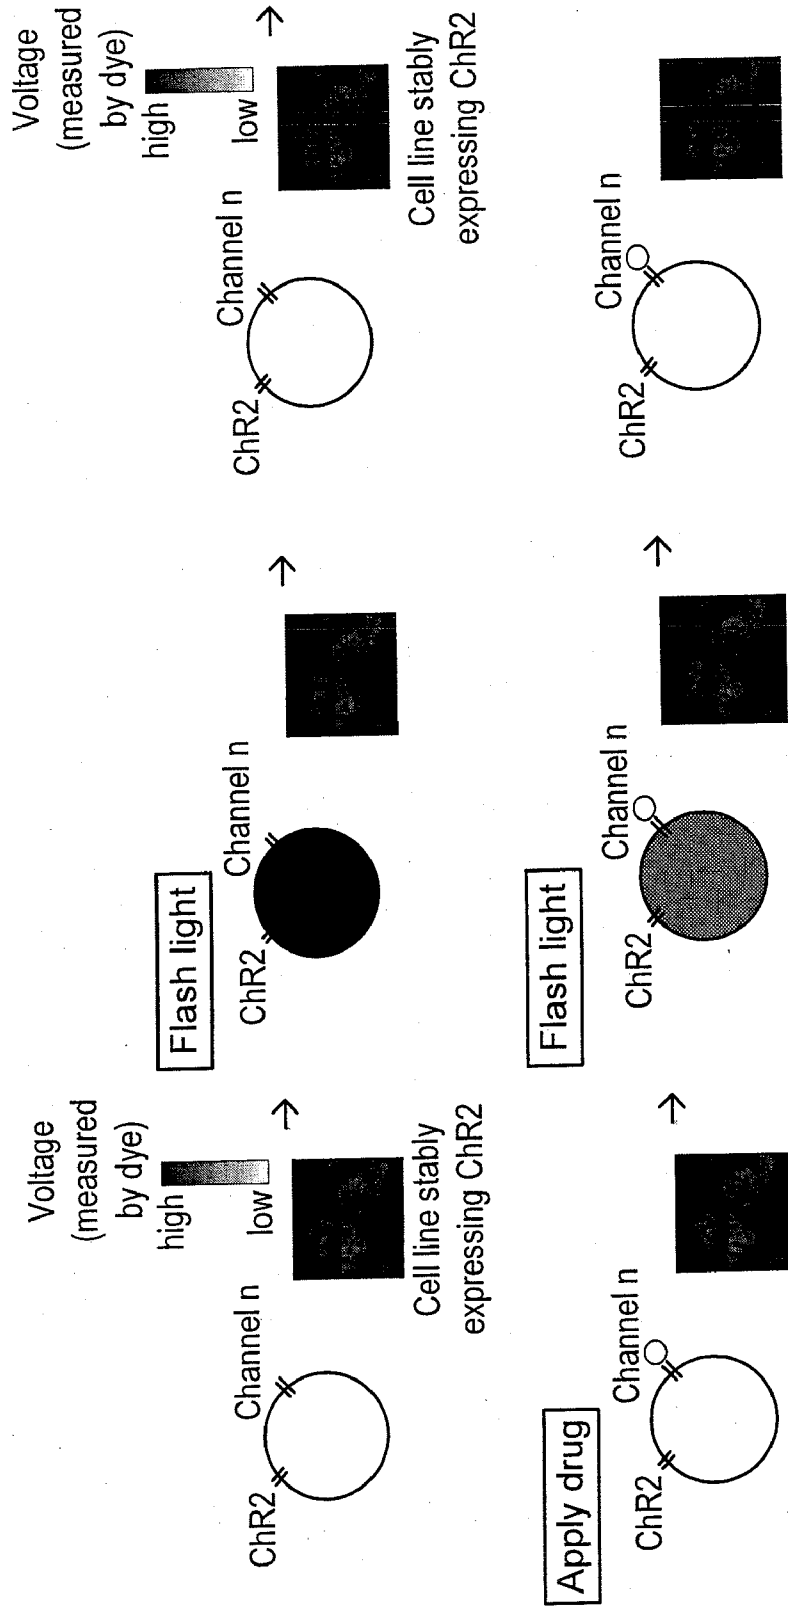 Voltage
(measured
by dye)
high
low
ChR2
Channel n
Cell line stably
expressing ChR2
Flash light
ChR2
Channel n
Voltage
(measured
by dye)
high
low
ChR2
Channel n
Cell line stably
expressing ChR2
Apply drug
ChR2
Channel n
Flash light
ChR2
Channel n
ChR2
Channel n